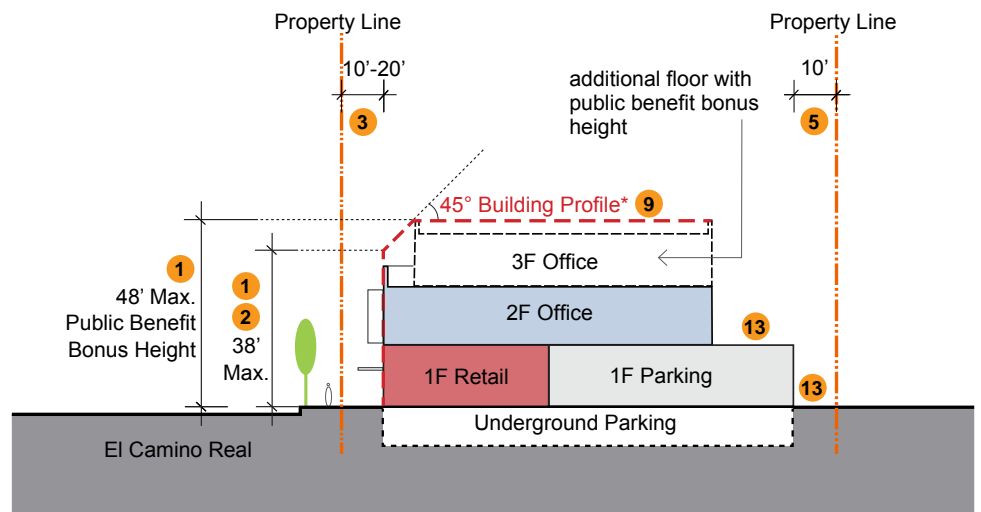 Property Line
Property Line
10’-20’
10’
3
5
additional floor with
public benefit bonus
height
45° Building Profile*
9
3F Office
1
48’ Max.
Public Benefit
Bonus Height
1
2
38’
Max.
2F Office
13
1F Retail
1F Parking
13
Underground Parking
El Camino Real